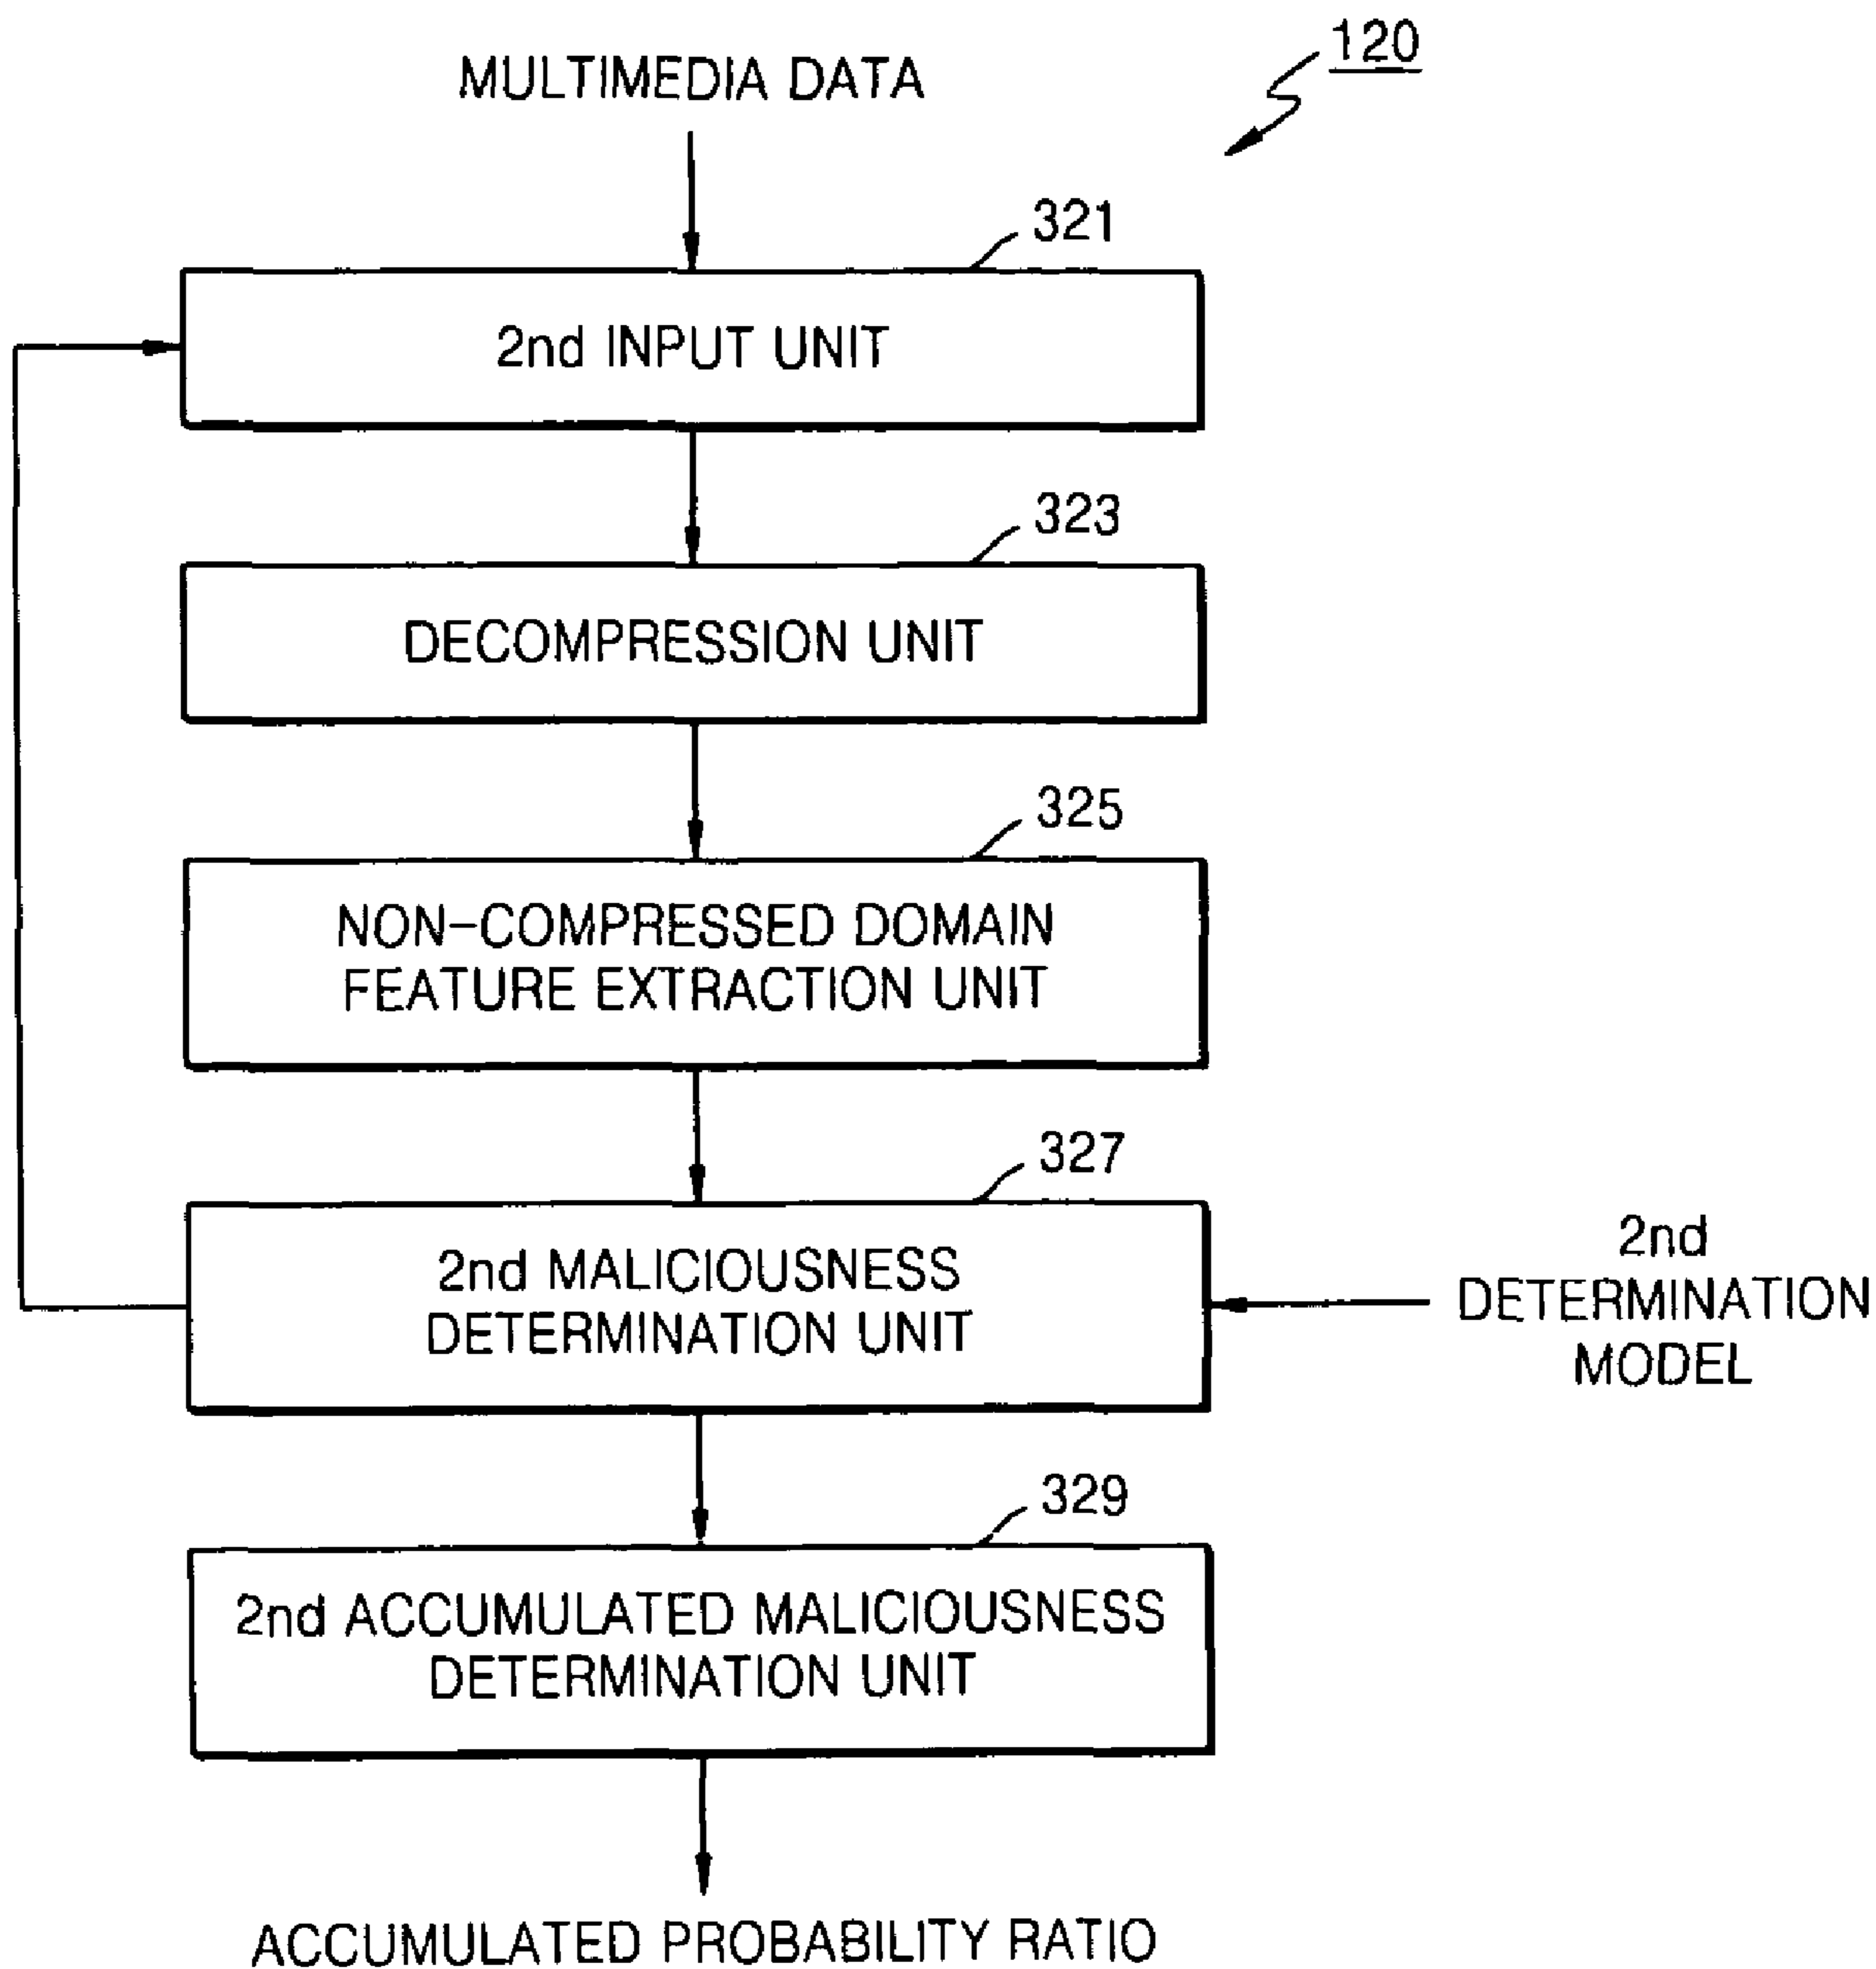 120
MULTIMEDIA DATA
321
2nd INPUT UNIT
323
DECOMPRESSION UNIT
325
NON-COMPRESSED DOMAIN
FEATURE EXTRACTION UNIT
327
2nd MALICIOUSNESS
DETERMINATION UNIT
2nd
DETERMINATION
MODEL
329
2nd ACCUMULATED MALICIOUSNESS
DETERMINATION UNIT
ACCUMULATED PROBABILITY RATIO